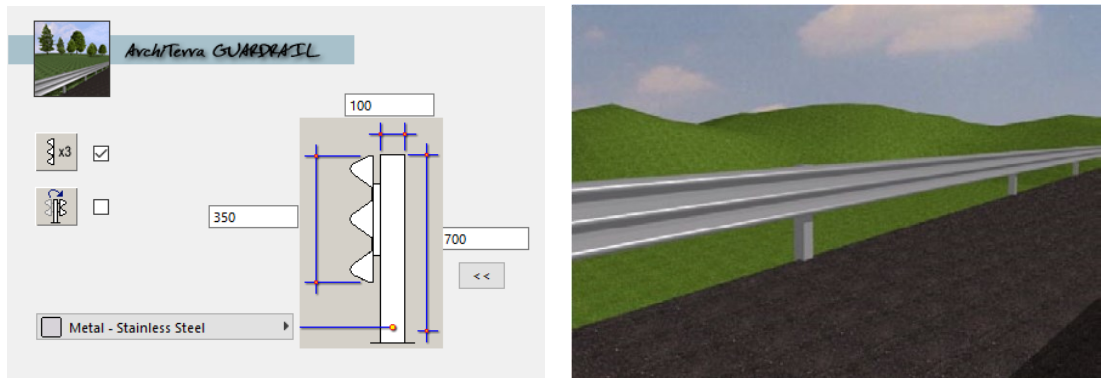 ArchiTerra GUARDRAIL
100
x3
350
700
<<
Metal - Stainless Steel